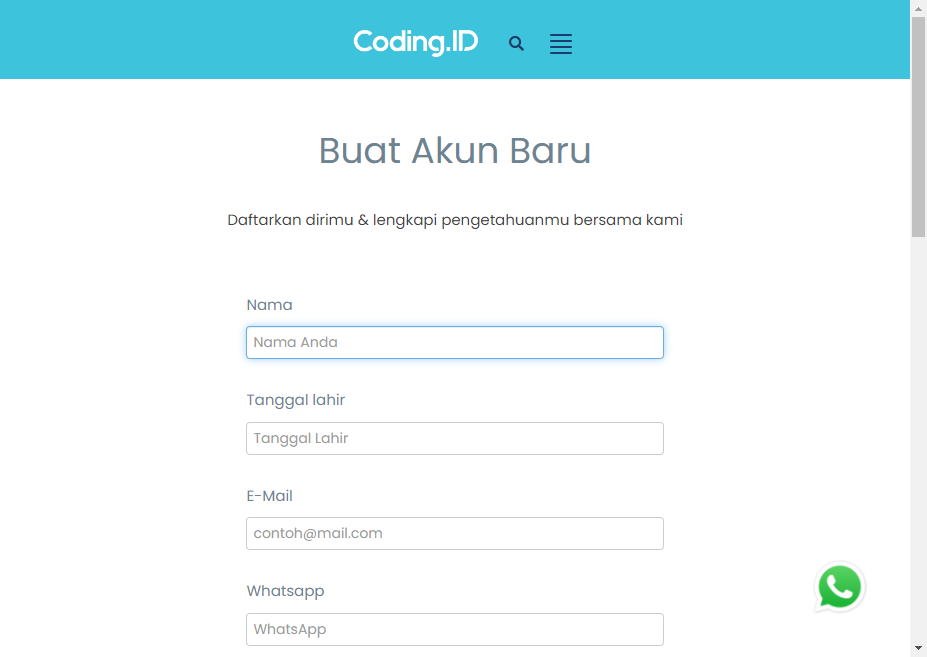 Coding.ID
Buat Akun Baru
Daftarkan dirimu & lengkapi pengetahuanmu bersama kami
Nama
Nama Anda
Tanggal lahir
Tanggal Lahir
E-Mail
contoh@mail.com
Whatsapp
WhatsApp